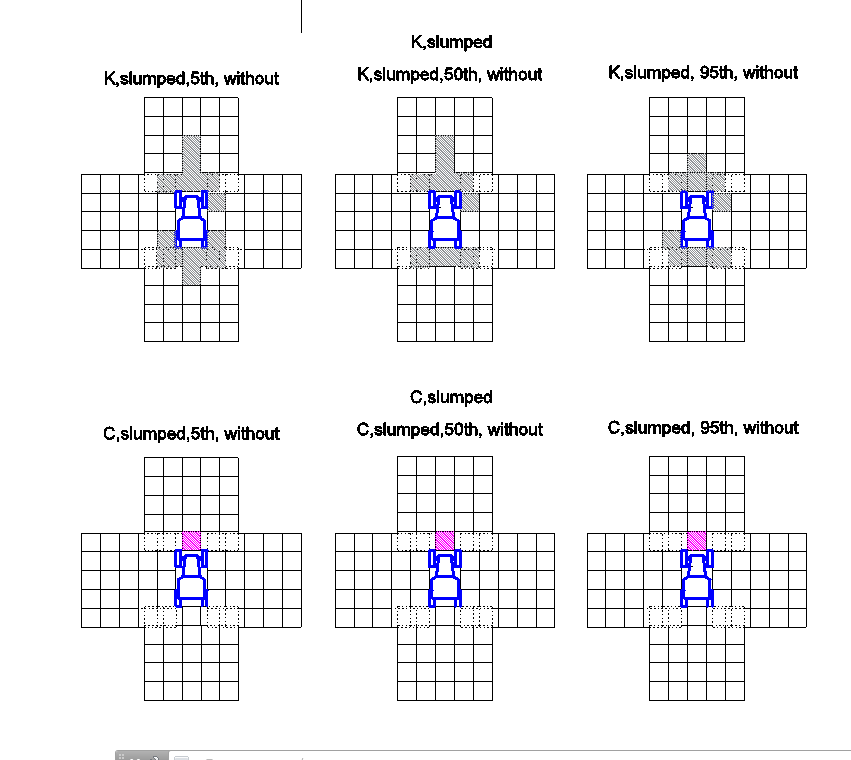 K,slumped
K,slumped,5th, without
K,slumped,50th, without
K,slumped, 95th, without
C,slumped
C,slumped,5th, without
C,slumped,50th, without
C,slumped, 95th, without